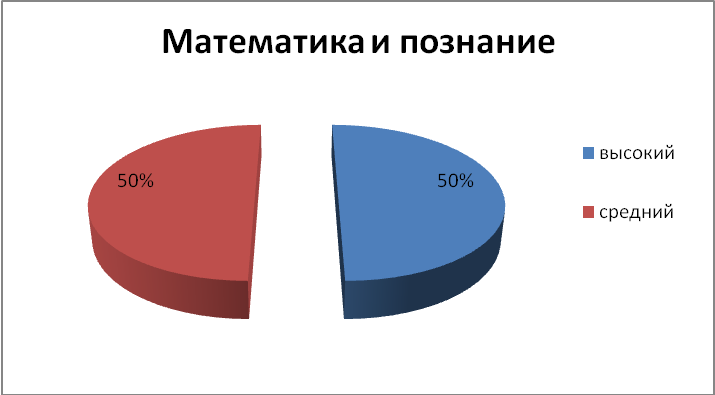 Математика и познание
50%
50%
высокий
средний